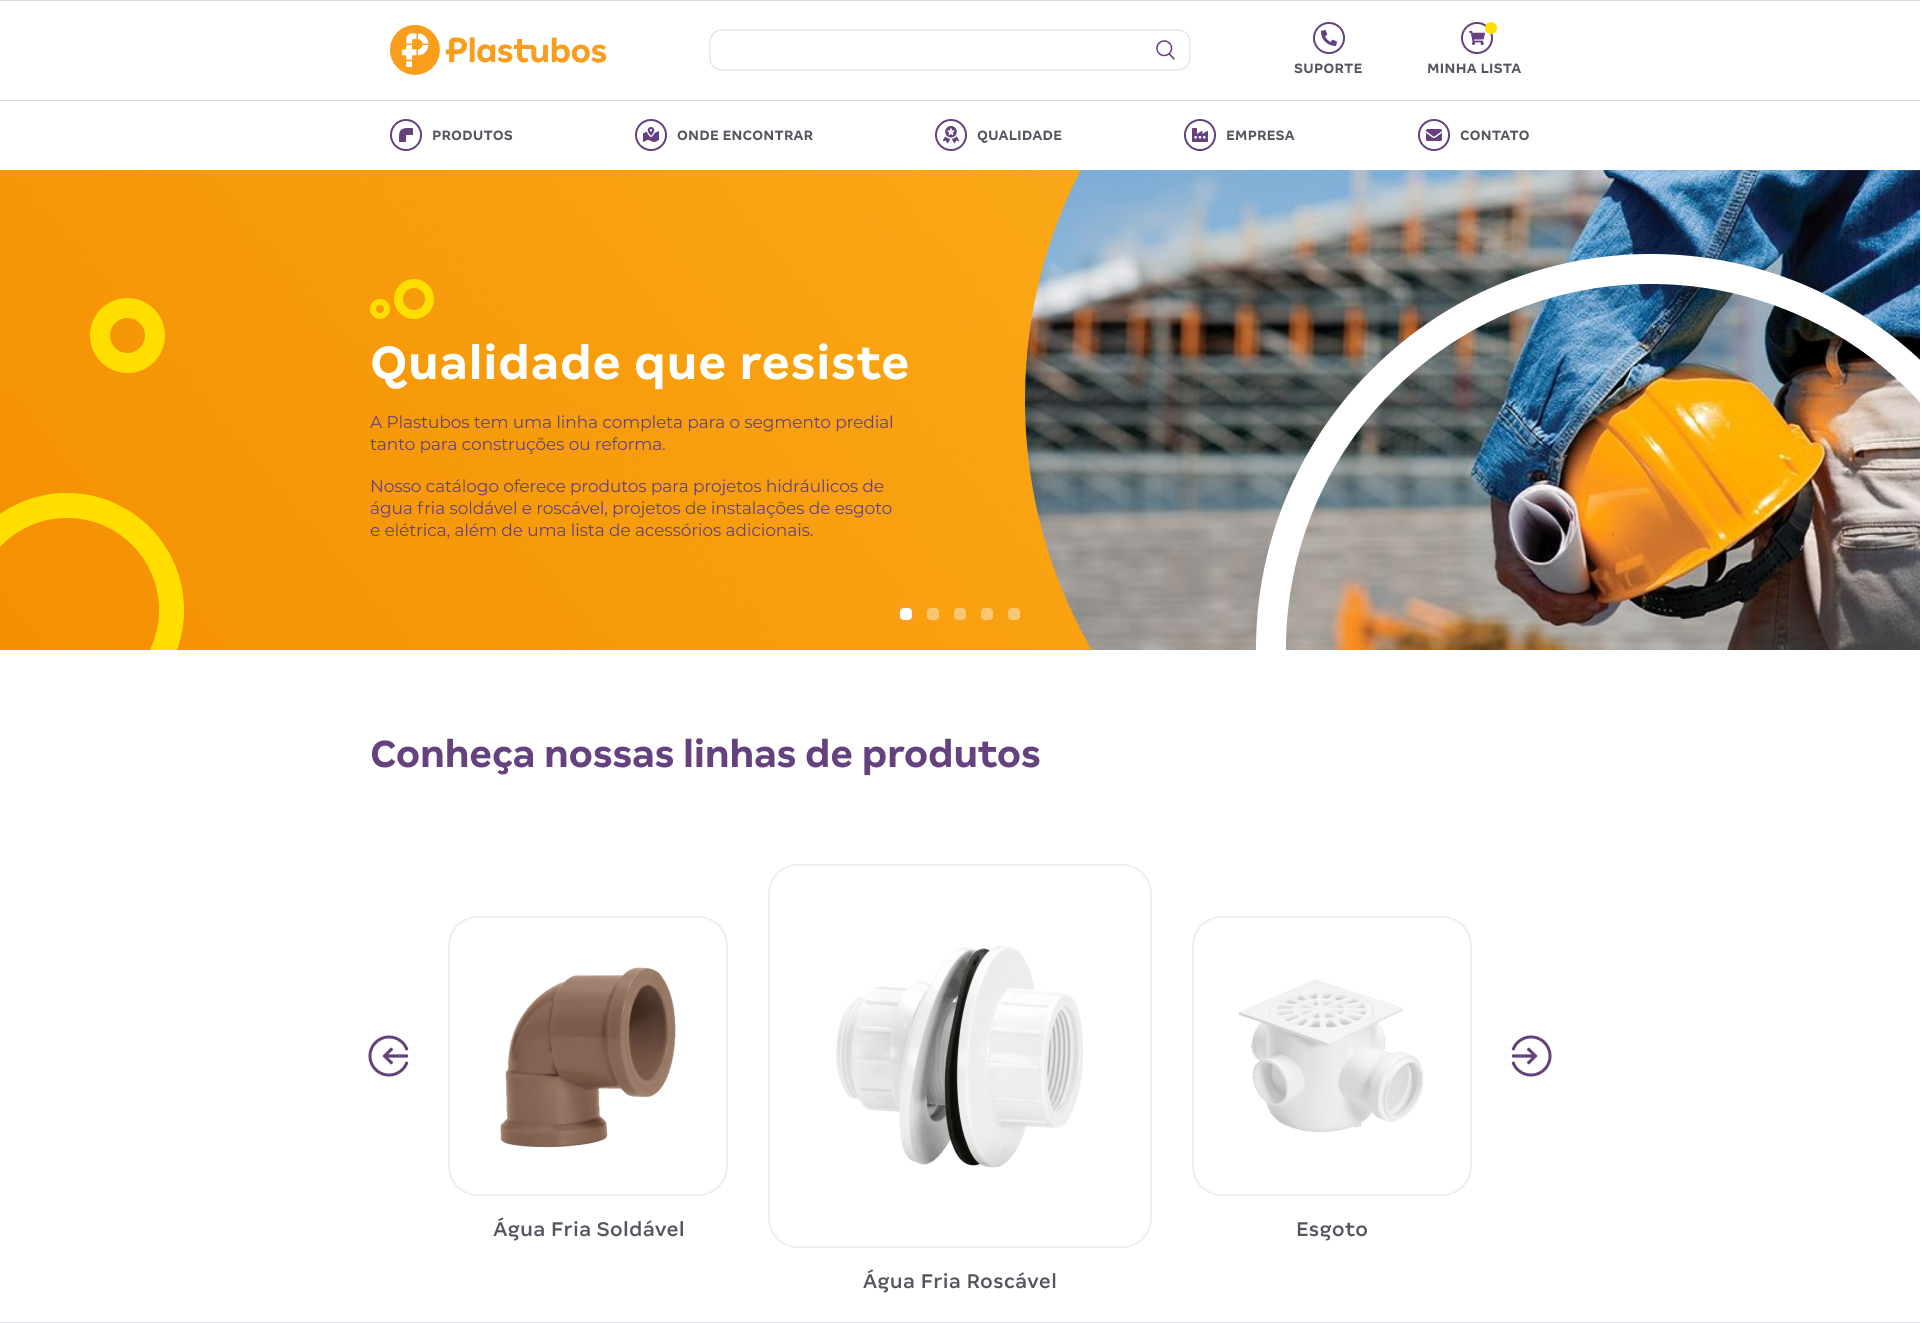 Plastubos
SUPORTE
MINHA LISTA
PRODUTOS
ONDE ENCONTRAR
QUALIDADE
EMPRESA
CONTATO
Qualidade que resiste
A Plastubos tem uma linha completa para o segmento predial
tanto para construções ou reforma.
Nosso catálogo oferece produtos para projetos hidráulicos de
água fria soldável e roscável, projetos de instalações de esgoto
e elétrica, além de uma lista de acessórios adicionais.
Conheça nossas linhas de produtos
Água Fria Soldável
Água Fria Roscável
Esgoto